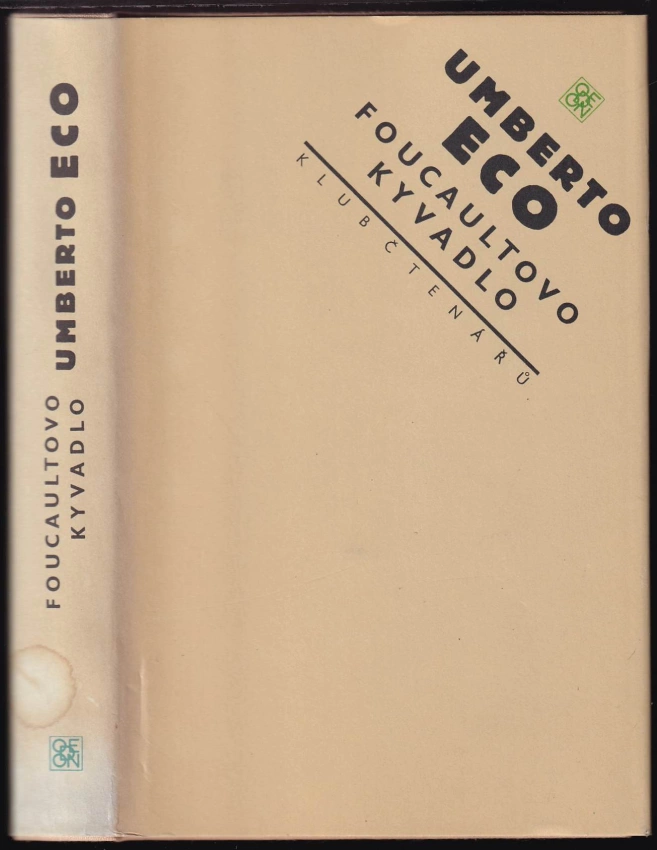 UMBERTO ECO
FOUCAULTOVO
KYVADLO
ODEON
UMBERTO
ECO
FOUCAULTOVO
KYVADLO
KLUB ČTENÁŘŮ
ODEON